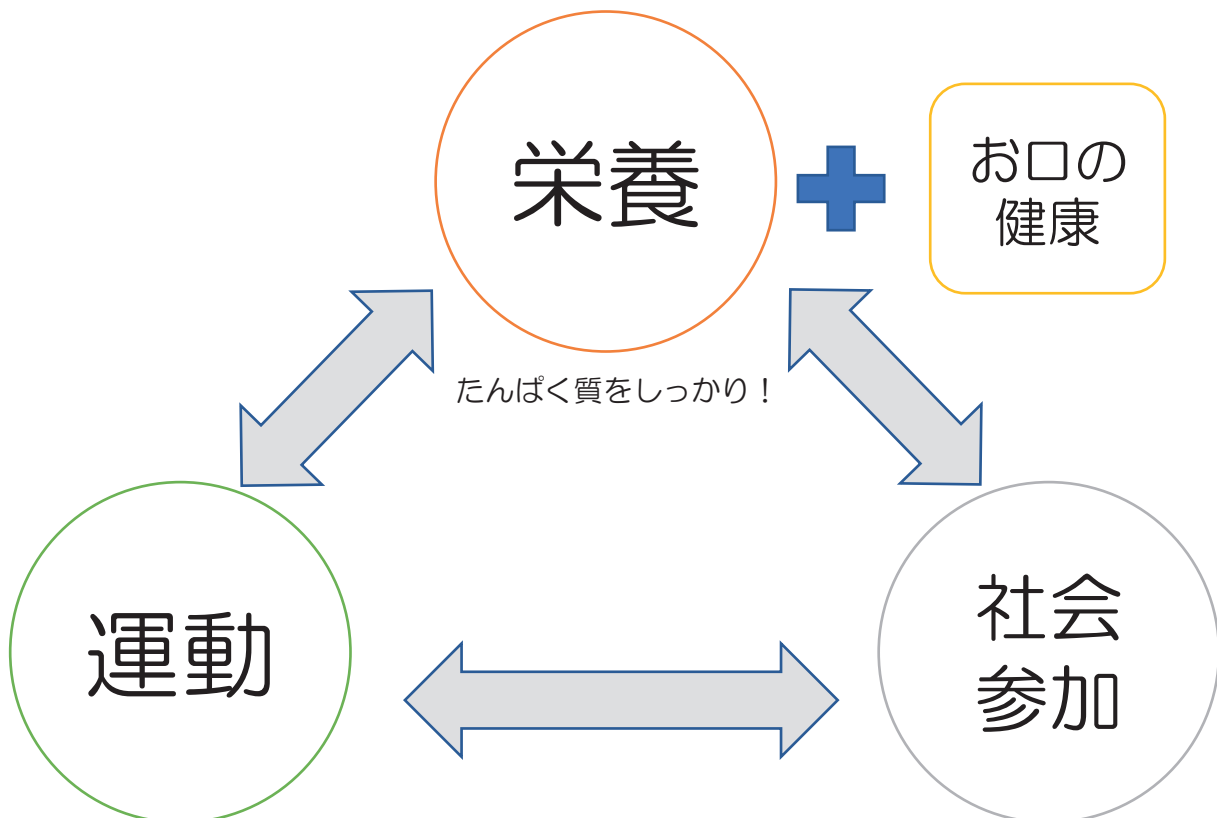 栄養
お口の
健康
たんぱく質をしっかり！
運動
社会
参加